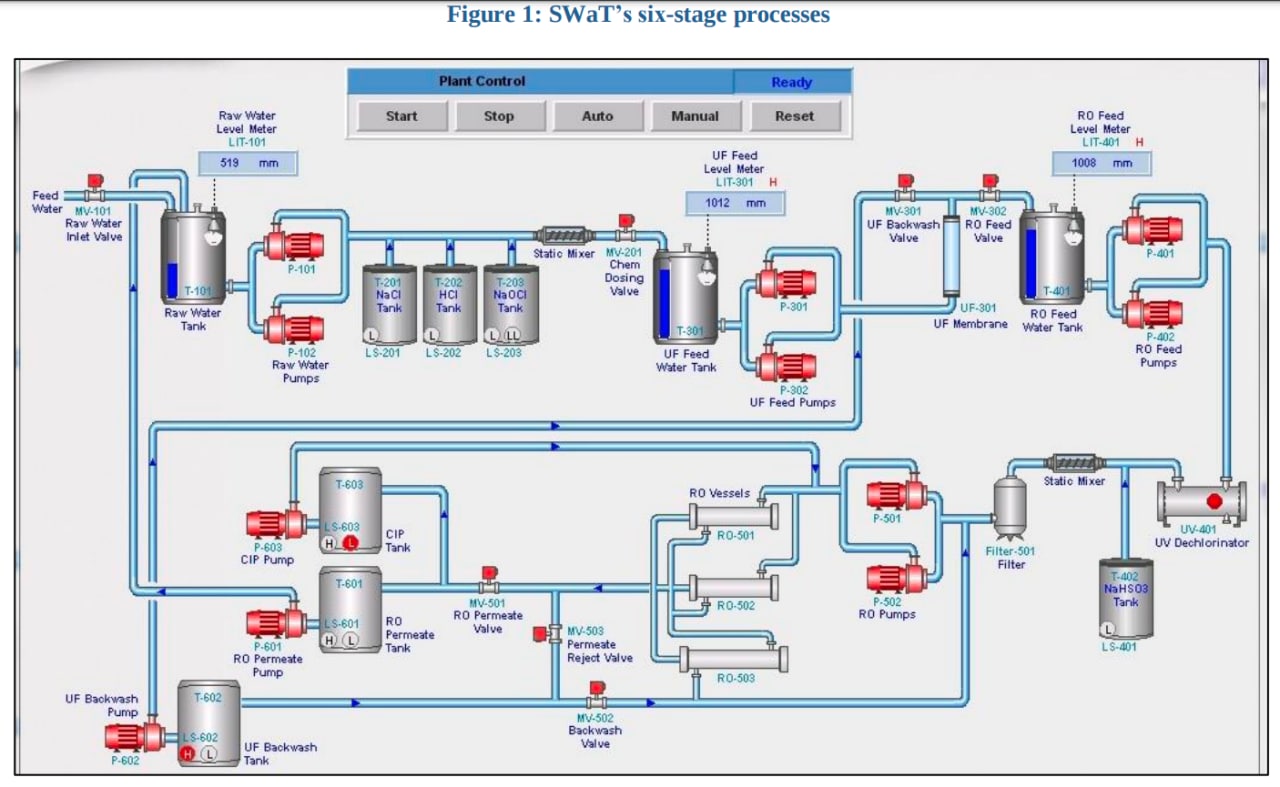 Figure 1: SWaT's six-stage processes
Plant Control
Ready
Start
Stop
Auto
Manual
Reset
Raw Water
Level Meter
LIT-101
519 mm
Feed
Water
MV-101
Raw Water
Inlet Valve
T-101
Raw Water
Tank
P-101
P-102
Raw Water
Pumps
T-201
NaCl
Tank
L
LS-201
T-202
HCl
Tank
L
LS-202
T-203
NaOCl
Tank
L
LL
LS-203
Static Mixer
MV-201
Chem
Dosing
Valve
UF Feed
Level Meter
LIT-301 H
1012 mm
T-301
UF Feed
Water Tank
P-301
P-302
UF Feed Pumps
MV-301
UF Backwash
Valve
MV-302
RO Feed
Valve
UF-301
UF Membrane
RO Feed
Level Meter
LIT-401 H
1008 mm
T-401
RO Feed
Water Tank
P-401
P-402
RO Feed
Pumps
T-603
LS-603
H
L
CIP
Tank
P-603
CIP Pump
T-601
LS-601
H
L
RO
Permeate
Tank
P-601
RO Permeate
Pump
MV-501
RO Permeate
Valve
MV-503
Permeate
Reject Valve
RO Vessels
RO-501
RO-502
RO-503
P-501
P-502
RO Pumps
Filter-501
Filter
Static Mixer
UV-401
UV Dechlorinator
T-402
NaHSO3
Tank
L
LS-401
UF Backwash
Pump
P-602
T-602
LS-602
H
L
UF Backwash
Tank
MV-502
Backwash
Valve